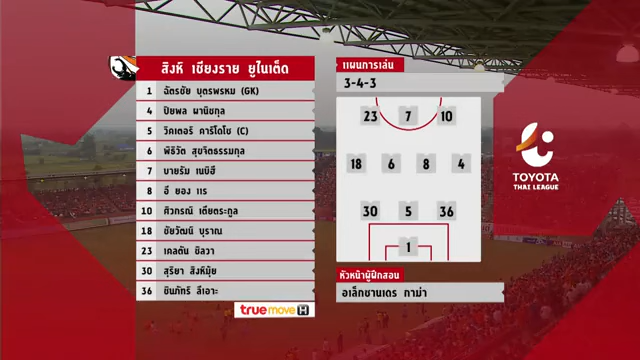 สิงห์ เชียงราย ยูไนเต็ด
1 ฉัตรชัย บุตรพรหม (GK)
4 ปิยพล ผานิชกุล
5 วิคเตอร์ คาร์โดโซ (C)
6 พิธิวัต สุขจิตธรรมกุล
7 บายรัม เนบิฮี
8 อี ยอง แร
10 ศิวกรณ์ เตียตระกูล
18 ชัยวัฒน์ บุราณ
23 เคลตัน ซิลวา
30 สุริยา สิงห์มุ้ย
36 ชินภัทร์ ลีเอาะ
truemove H
แผนการเล่น
3-4-3
23 7 10
18 6 8 4
30 5 36
1
หัวหน้าผู้ฝึกสอน
อเล็กซานเดร กาม่า
TOYOTA
THAI LEAGUE